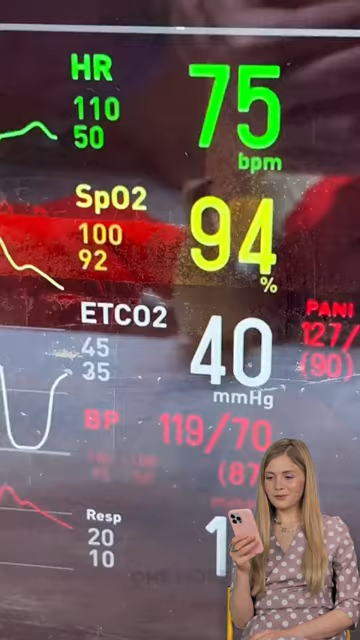 HR
110
50
75
bpm
SpO2
100
92
94
%
ETCO2
45
35
40
mmHg
PANI
127/
(90)
BP
119/70
(87
Resp
20
10